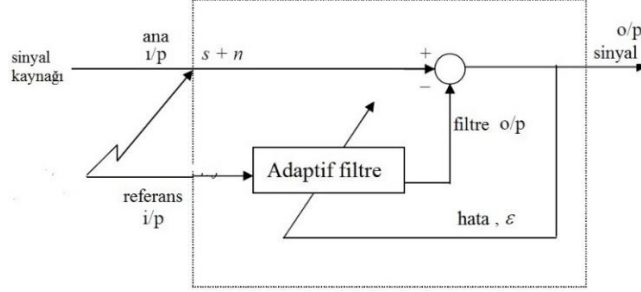 ana
ı/p
o/p
sinyal
sinyal
kaynağı
s + n
+
−
filtre o/p
Adaptif filtre
referans
i/p
hata , ε